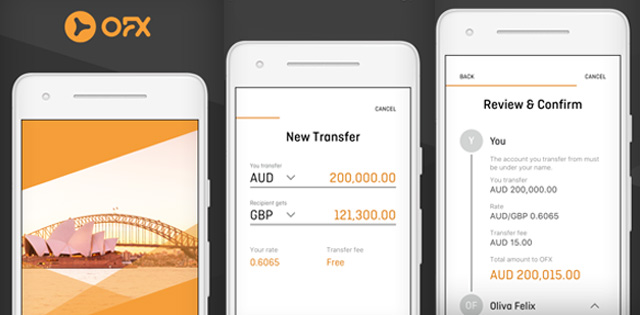 OFX
CANCEL
New Transfer
You transfer
AUD 200,000.00
Recipient gets
GBP 121,300.00
Your rate Transfer fee
0.6065 Free
BACK CANCEL
Review & Confirm
Y You
The account you transfer from must
be under your name.
You transfer
AUD 200,000.00
Rate
AUD/GBP 0.6065
Transfer fee
AUD 15.00
Total amount to OFX
AUD 200,015.00
OF Oliva Felix